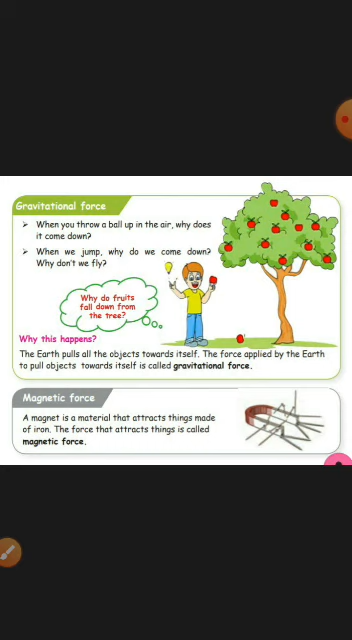 Gravitational force
➢ When you throw a ball up in the air, why does
it come down?
➢ When we jump, why do we come down?
Why don't we fly?
Why do fruits
fall down from
the tree?
Why this happens?
The Earth pulls all the objects towards itself. The force applied by the Earth
to pull objects towards itself is called gravitational force.
Magnetic force
A magnet is a material that attracts things made
of iron. The force that attracts things is called
magnetic force.